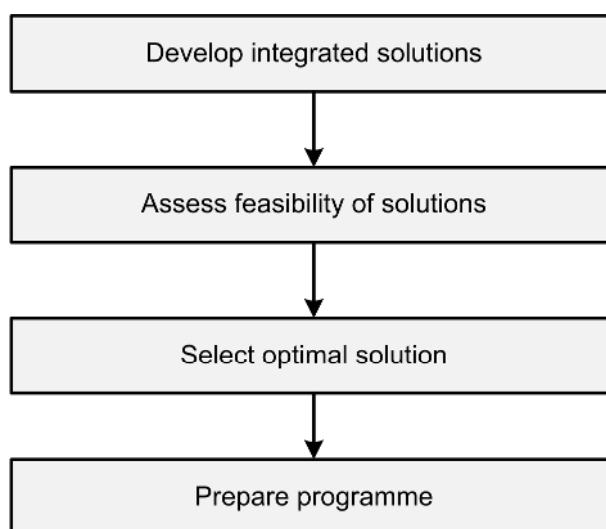 Develop integrated solutions
Assess feasibility of solutions
Select optimal solution
Prepare programme